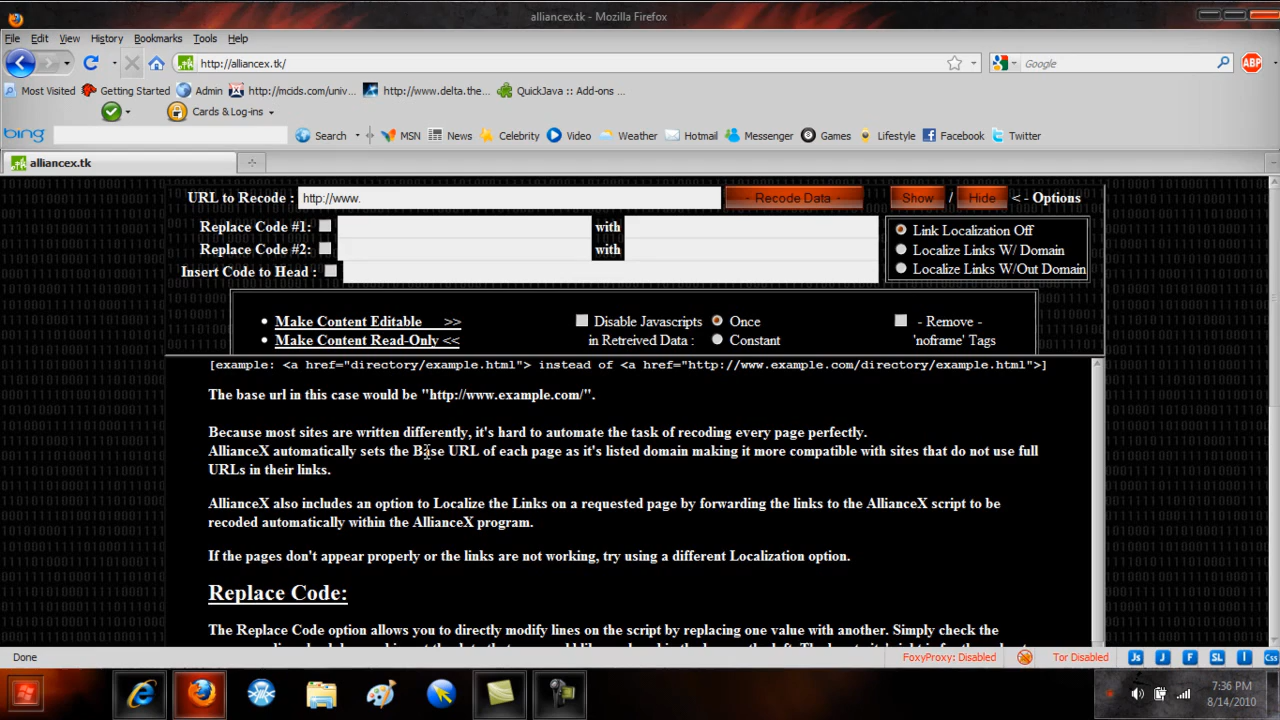 alliancex.tk - Mozilla Firefox
File Edit View History Bookmarks Tools Help
http://alliancex.tk/
Google
ABP
Most Visited Getting Started Admin http://mcids.com/univ... http://www.delta.the... QuickJava :: Add-ons ...
Cards & Log-ins
bing Search MSN News Celebrity Video Weather Hotmail Messenger Games Lifestyle Facebook Twitter
alliancex.tk
URL to Recode : http://www. - Recode Data - Show / Hide < - Options
Replace Code #1: with Link Localization Off
Replace Code #2: with Localize Links W/ Domain
Insert Code to Head : Localize Links W/Out Domain
• Make Content Editable >> Disable Javascripts Once - Remove -
• Make Content Read-Only << in Retreived Data : Constant 'noframe' Tags
[example: <a href="directory/example.html"> instead of <a href="http://www.example.com/directory/example.html">]
The base url in this case would be "http://www.example.com/".
Because most sites are written differently, it's hard to automate the task of recoding every page perfectly.
AllianceX automatically sets the Base URL of each page as it's listed domain making it more compatible with sites that do not use full
URLs in their links.
AllianceX also includes an option to Localize the Links on a requested page by forwarding the links to the AllianceX script to be
recoded automatically within the AllianceX program.
If the pages don't appear properly or the links are not working, try using a different Localization option.
Replace Code:
The Replace Code option allows you to directly modify lines on the script by replacing one value with another. Simply check the
Done FoxyProxy: Disabled Tor Disabled Js J F SL I Css
7:36 PM
8/14/2010